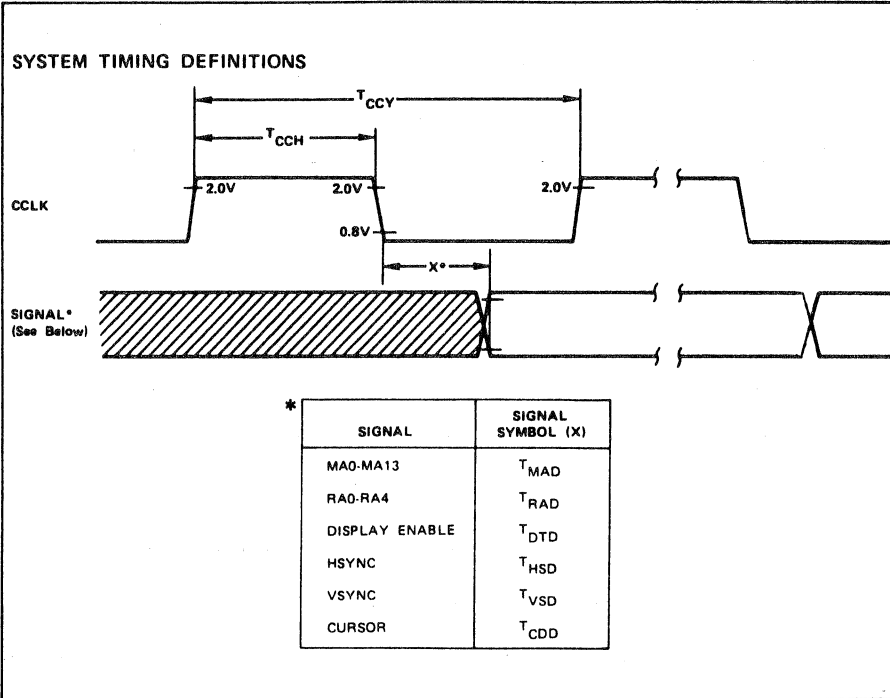 SYSTEM TIMING DEFINITIONS
TCCY
TCCH
2.0V 2.0V 2.0V
CCLK
0.8V
X*
SIGNAL*
(See Below)
*
SIGNAL SIGNAL SYMBOL (X)
MA0-MA13 TMAD
RA0-RA4 TRAD
DISPLAY ENABLE TDTD
HSYNC THSD
VSYNC TVSD
CURSOR TCDD